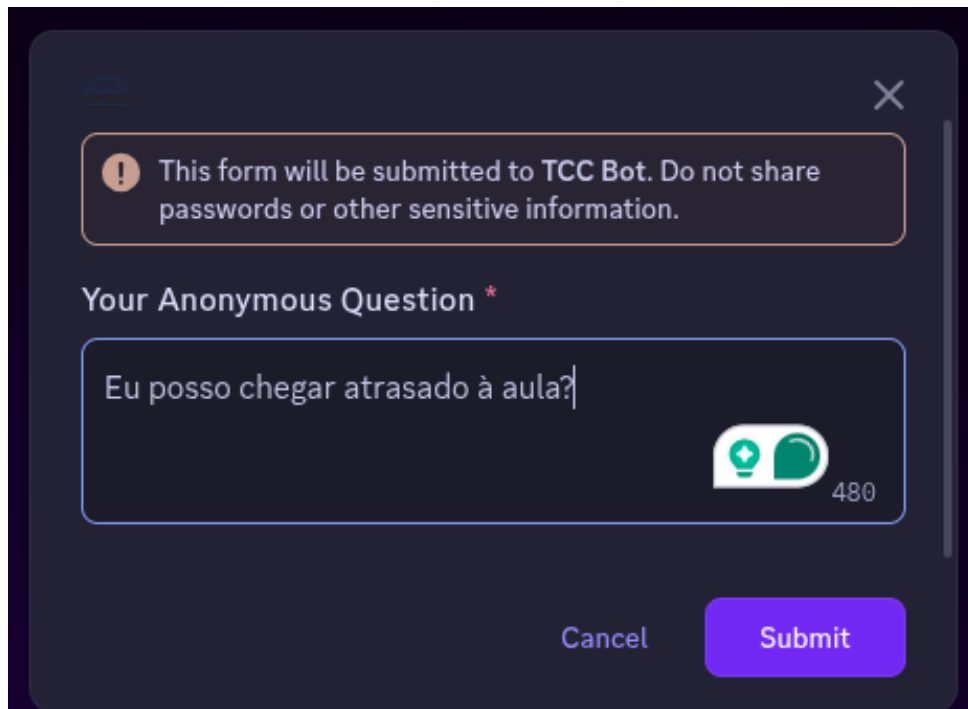 This form will be submitted to TCC Bot. Do not share
passwords or other sensitive information.
Your Anonymous Question *
Eu posso chegar atrasado à aula?
480
Cancel
Submit